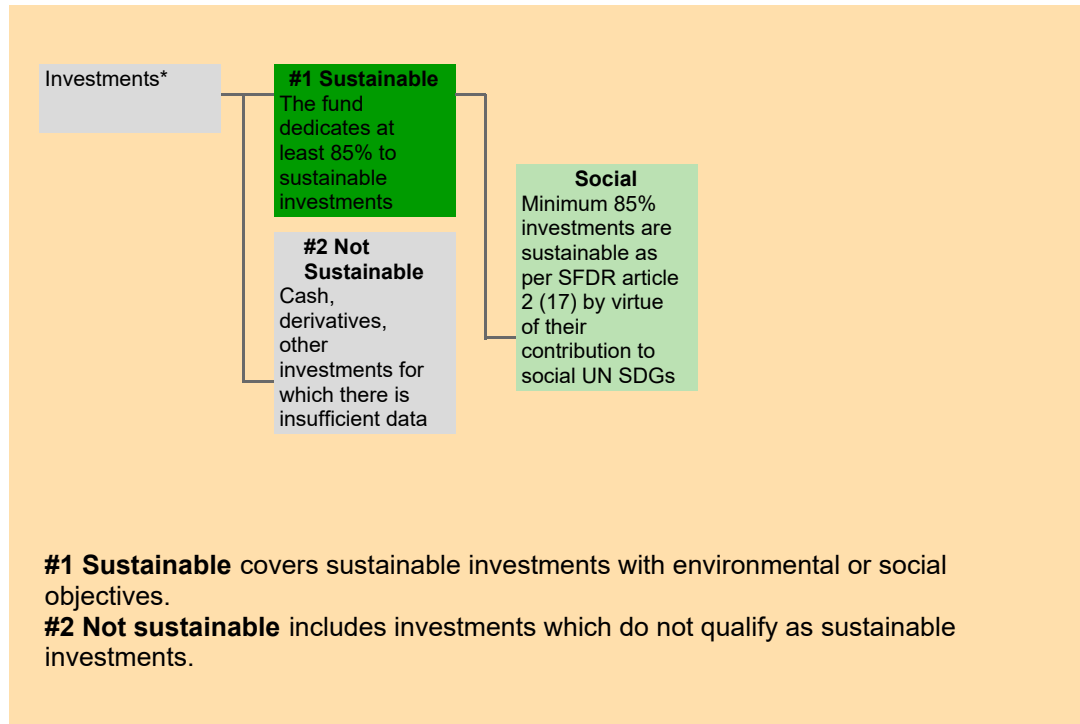 Investments*
#1 Sustainable
The fund
dedicates at
least 85% to
sustainable
investments
#2 Not
Sustainable
Cash,
derivatives,
other
investments for
which there is
insufficient data
Social
Minimum 85%
investments are
sustainable as
per SFDR article
2 (17) by virtue
of their
contribution to
social UN SDGs
#1 Sustainable covers sustainable investments with environmental or social
objectives.
#2 Not sustainable includes investments which do not qualify as sustainable
investments.